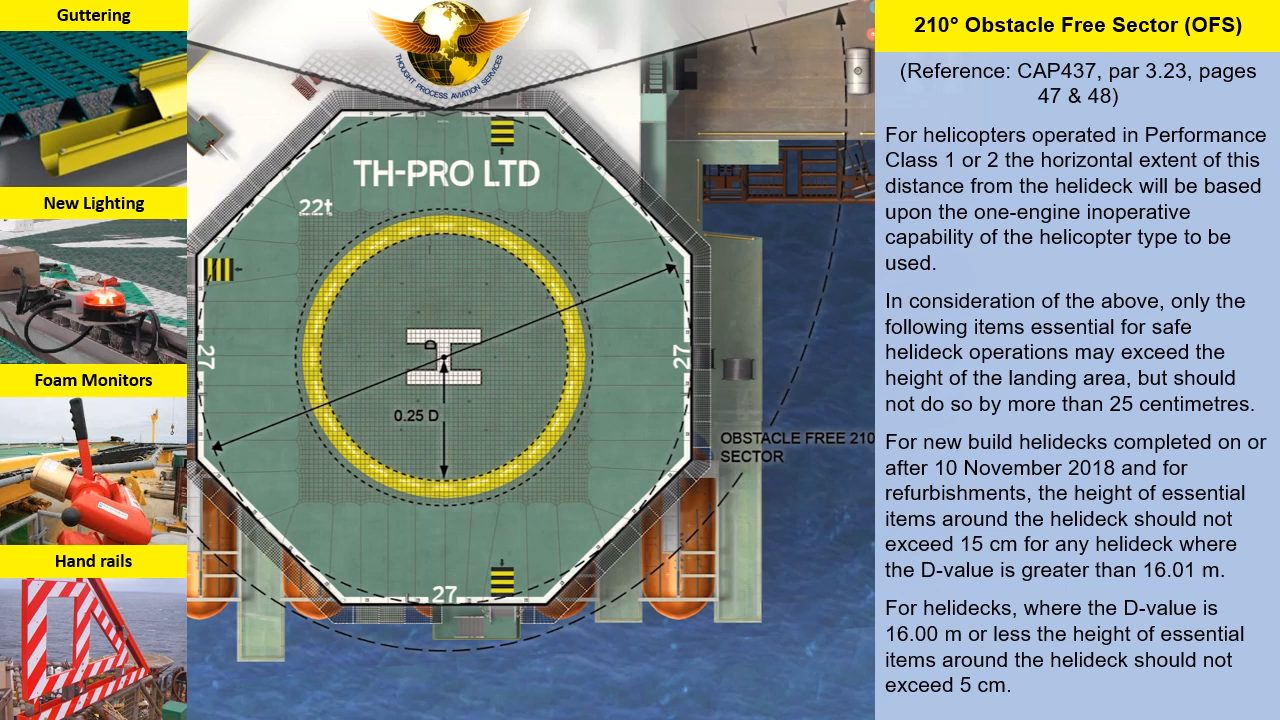 Guttering
New Lighting
Foam Monitors
Hand rails
THOUGHT PROCESS AVIATION SERVICES
TH-PRO LTD
22t
27
27
D
H
0.25 D
OBSTACLE FREE 210
SECTOR
27
210° Obstacle Free Sector (OFS)
(Reference: CAP437, par 3.23, pages
47 & 48)
For helicopters operated in Performance
Class 1 or 2 the horizontal extent of this
distance from the helideck will be based
upon the one-engine inoperative
capability of the helicopter type to be
used.
In consideration of the above, only the
following items essential for safe
helideck operations may exceed the
height of the landing area, but should
not do so by more than 25 centimetres.
For new build helidecks completed on or
after 10 November 2018 and for
refurbishments, the height of essential
items around the helideck should not
exceed 15 cm for any helideck where
the D-value is greater than 16.01 m.
For helidecks, where the D-value is
16.00 m or less the height of essential
items around the helideck should not
exceed 5 cm.